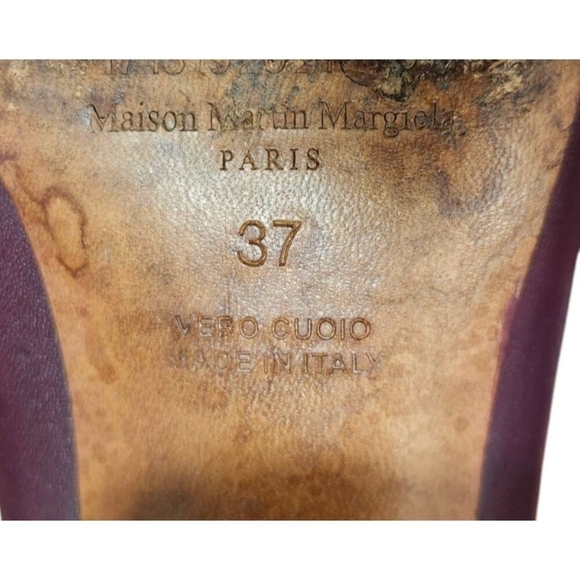 Maison Martin Margiela
PARIS
37
VERO CUOIO
MADE IN ITALY